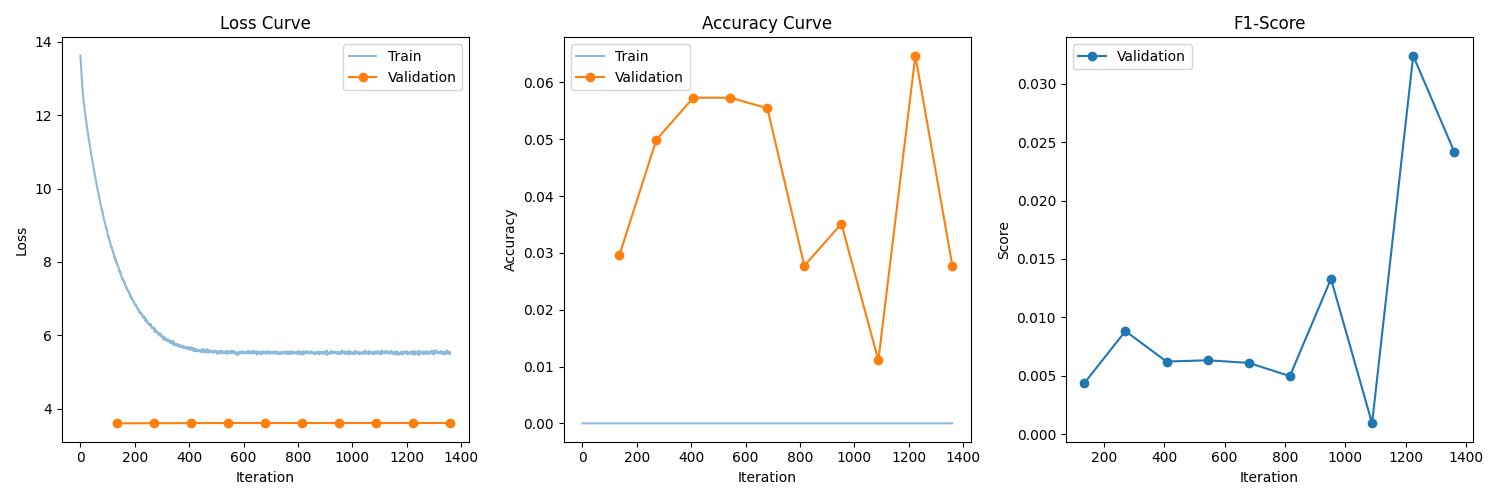 Loss Curve
Train
Validation
14
12
10
8
6
4
Loss
0 200 400 600 800 1000 1200 1400
Iteration
Accuracy Curve
Train
Validation
0.06
0.05
0.04
0.03
0.02
0.01
0.00
Accuracy
0 200 400 600 800 1000 1200 1400
Iteration
F1-Score
Validation
0.030
0.025
0.020
0.015
0.010
0.005
0.000
Score
200 400 600 800 1000 1200 1400
Iteration